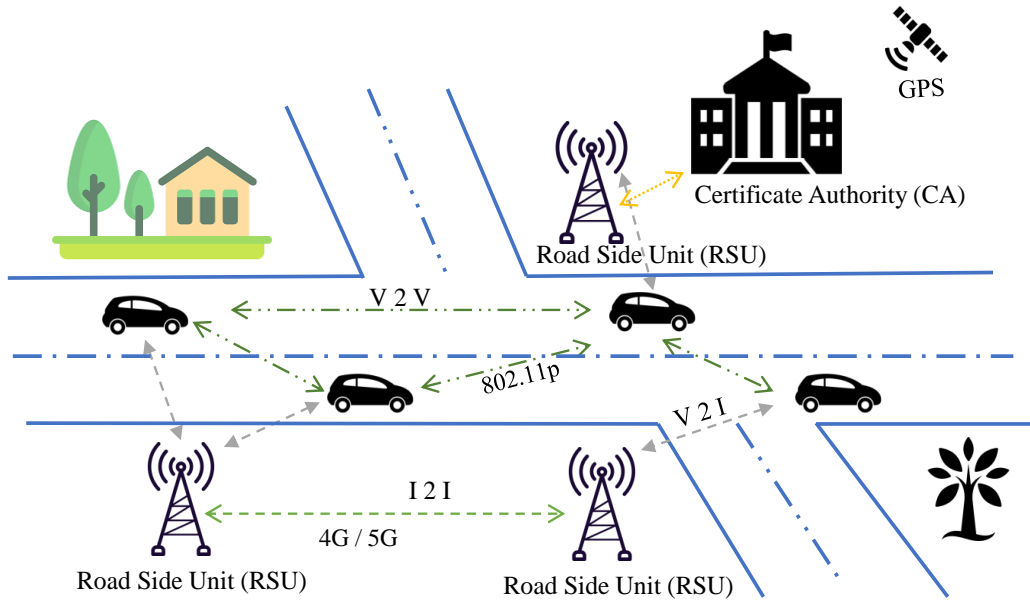 GPS
Certificate Authority (CA)
Road Side Unit (RSU)
V 2 V
802.11p
V 2 I
I 2 I
4G / 5G
Road Side Unit (RSU)
Road Side Unit (RSU)